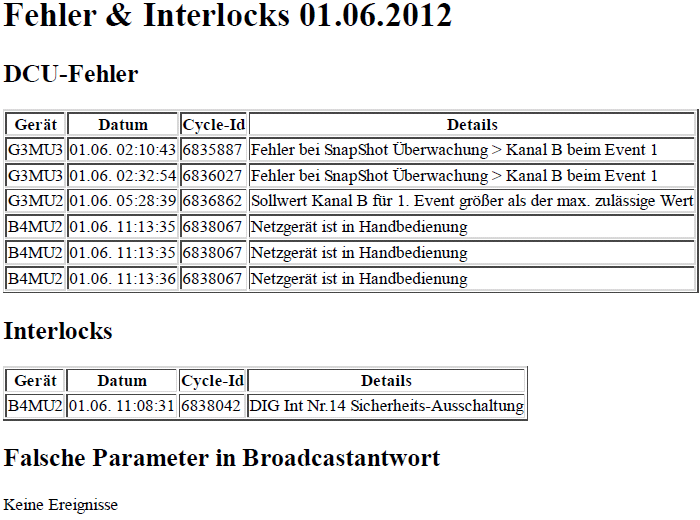 Fehler & Interlocks 01.06.2012
DCU-Fehler
Gerät Datum Cycle-Id Details
G3MU3 01.06. 02:10:43 6835887 Fehler bei SnapShot Überwachung > Kanal B beim Event 1
G3MU3 01.06. 02:32:54 6836027 Fehler bei SnapShot Überwachung > Kanal B beim Event 1
G3MU2 01.06. 05:28:39 6836862 Sollwert Kanal B für 1. Event größer als der max. zulässige Wert
B4MU2 01.06. 11:13:35 6838067 Netzgerät ist in Handbedienung
B4MU2 01.06. 11:13:35 6838067 Netzgerät ist in Handbedienung
B4MU2 01.06. 11:13:36 6838067 Netzgerät ist in Handbedienung
Interlocks
Gerät Datum Cycle-Id Details
B4MU2 01.06. 11:08:31 6838042 DIG Int Nr.14 Sicherheits-Ausschaltung
Falsche Parameter in Broadcastantwort
Keine Ereignisse